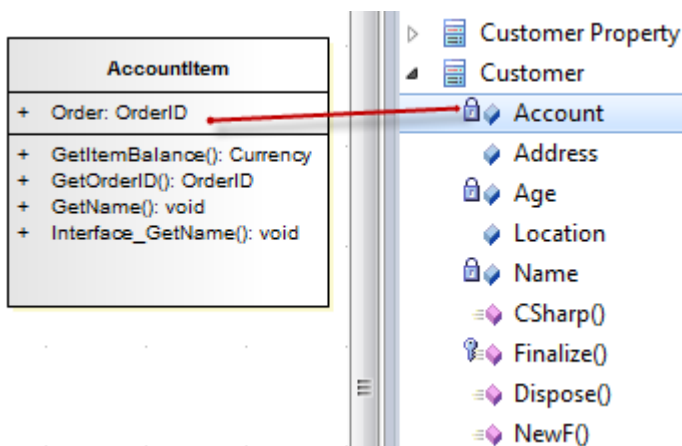 AccountItem
+ Order: OrderID
+ GetItemBalance(): Currency
+ GetOrderID(): OrderID
+ GetName(): void
+ Interface_GetName(): void
Customer Property
Customer
Account
Address
Age
Location
Name
CSharp()
Finalize()
Dispose()
NewF()